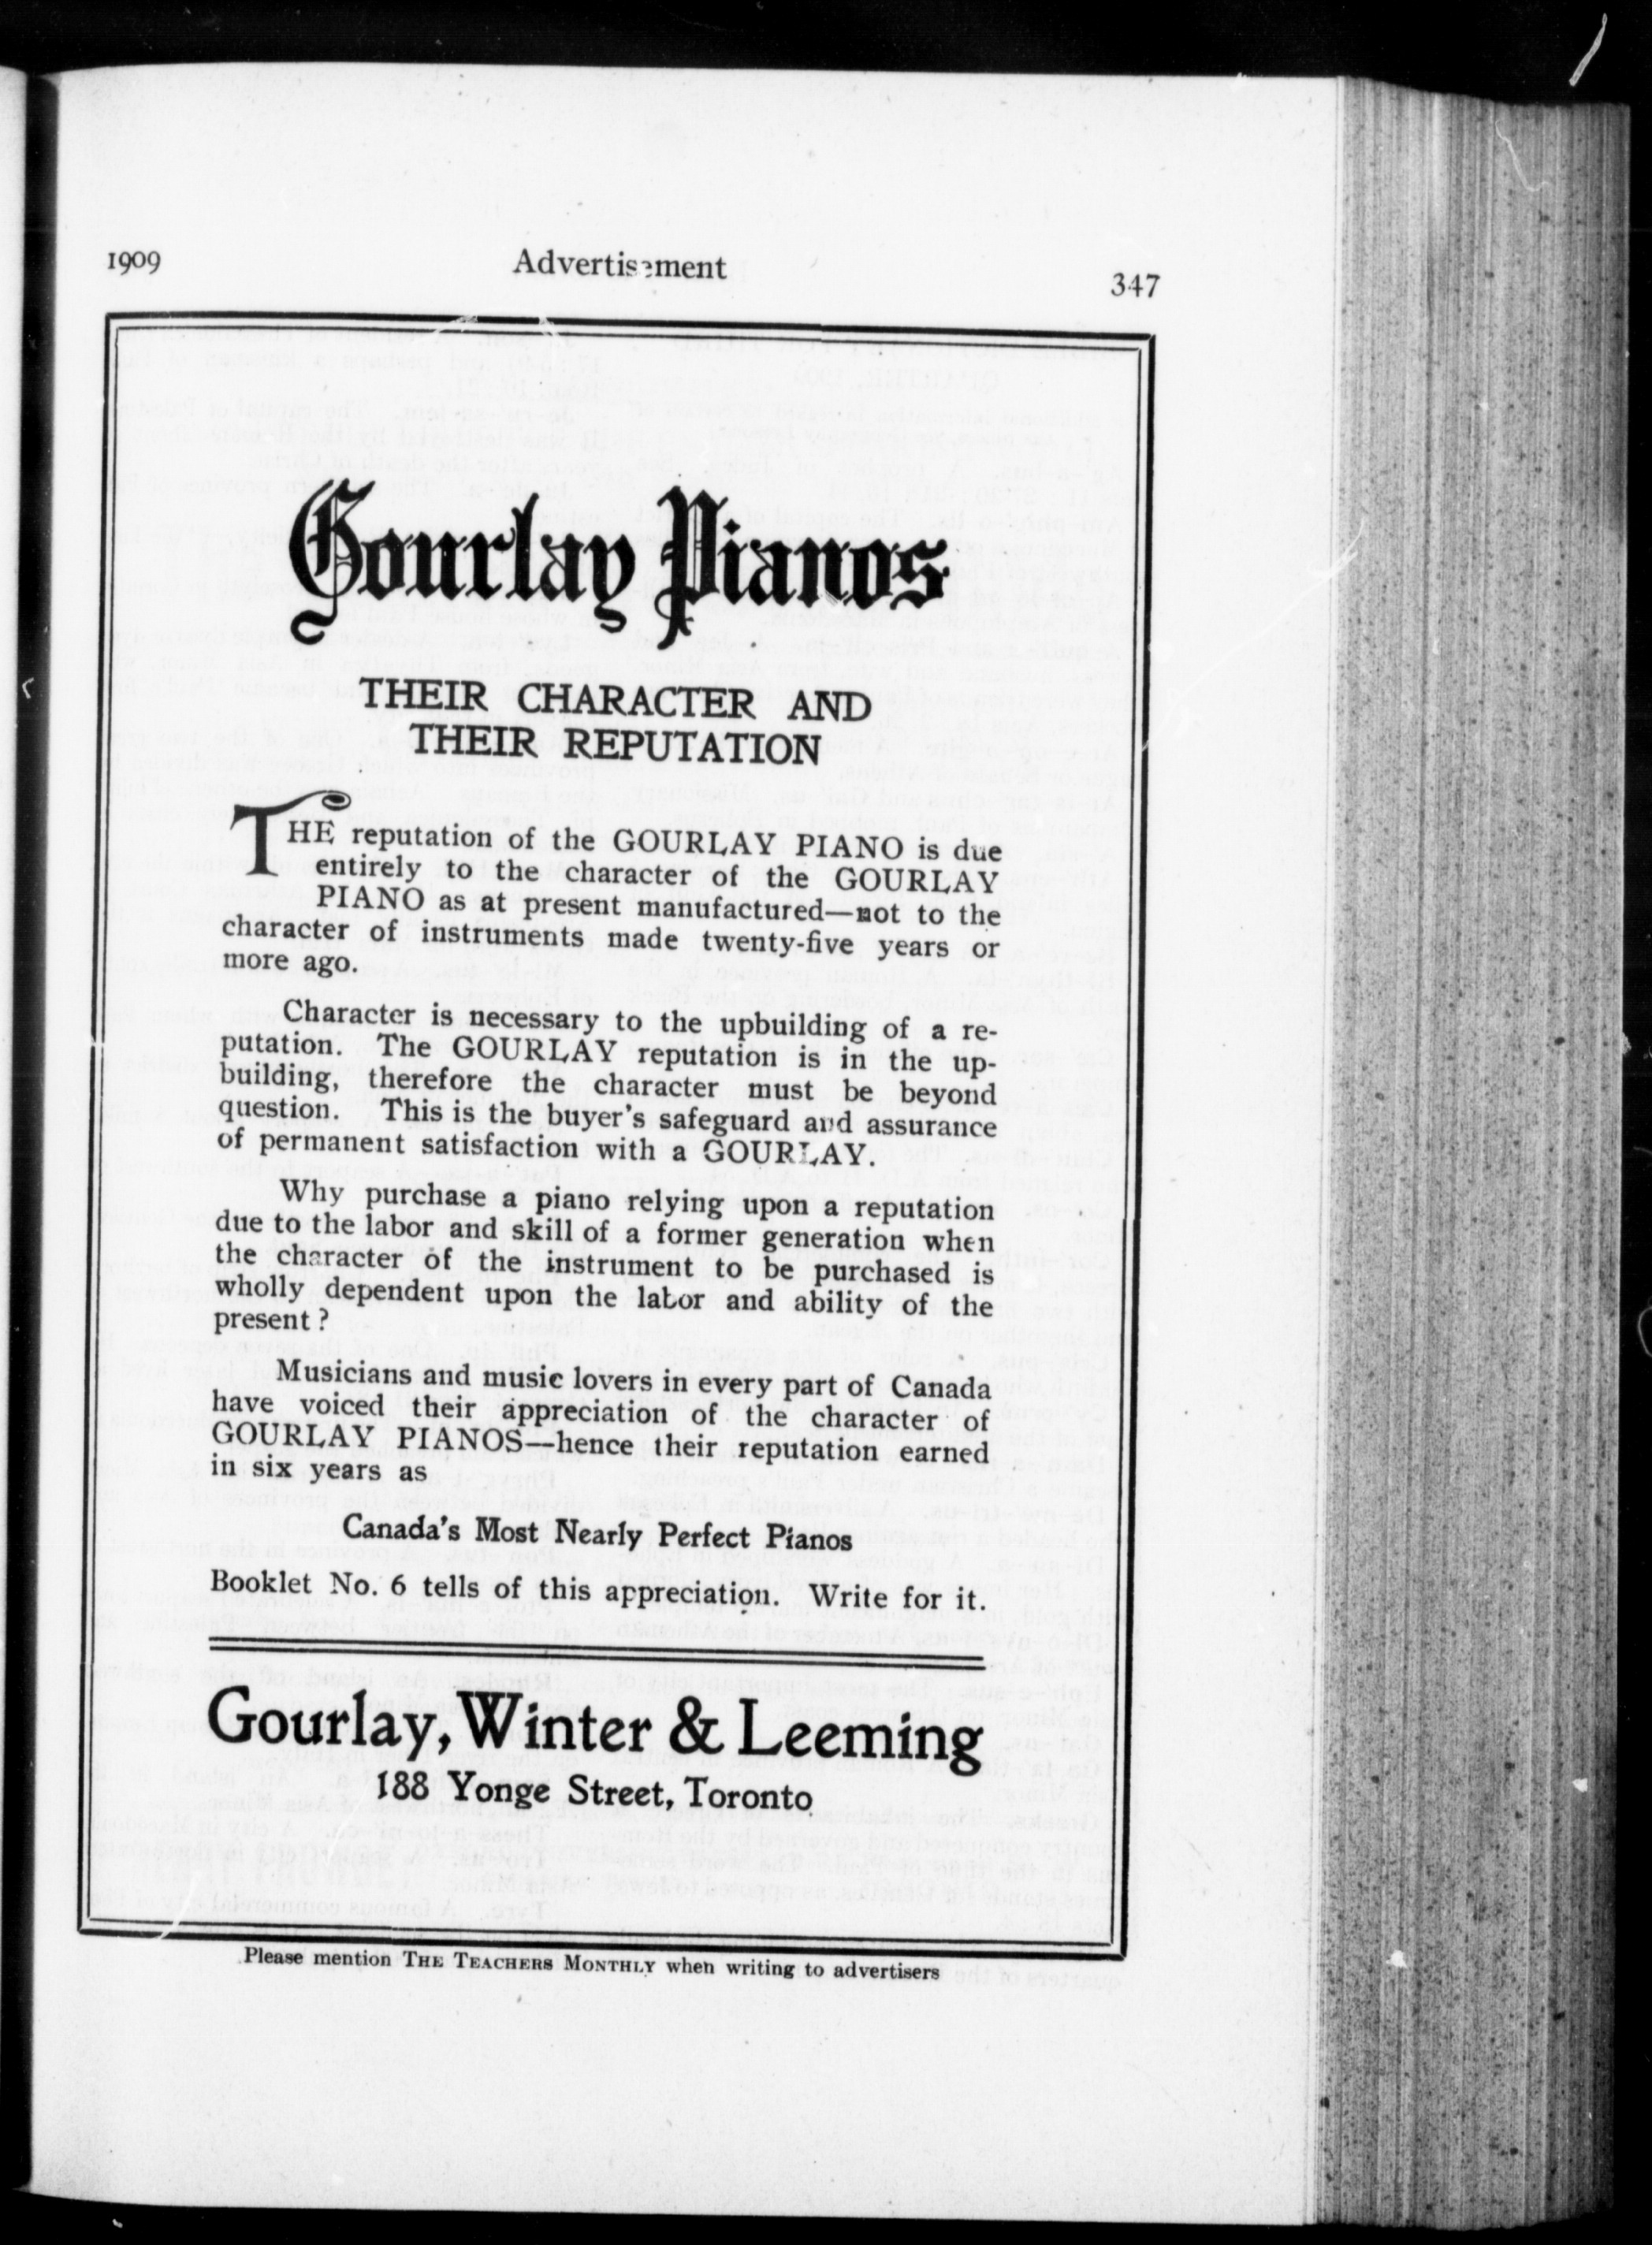 1909
Advertisement
347
Gourlay Pianos
THEIR CHARACTER AND
THEIR REPUTATION
THE reputation of the GOURLAY PIANO is due
entirely to the character of the GOURLAY
PIANO as at present manufactured—not to the
character of instruments made twenty-five years or
more ago.
Character is necessary to the upbuilding of a re-
putation. The GOURLAY reputation is in the up-
building, therefore the character must be beyond
question. This is the buyer's safeguard and assurance
of permanent satisfaction with a GOURLAY.
Why purchase a piano relying upon a reputation
due to the labor and skill of a former generation when
the character of the instrument to be purchased is
wholly dependent upon the labor and ability of the
present ?
Musicians and music lovers in every part of Canada
have voiced their appreciation of the character of
GOURLAY PIANOS—hence their reputation earned
in six years as
Canada's Most Nearly Perfect Pianos
Booklet No. 6 tells of this appreciation. Write for it.
Gourlay, Winter & Leeming
188 Yonge Street, Toronto
Please mention THE TEACHERS MONTHLY when writing to advertisers